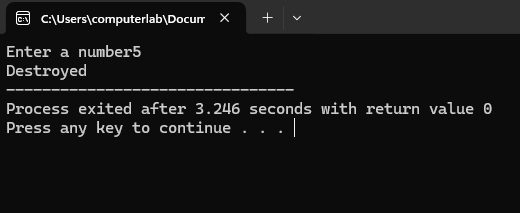 C:\Users\computerlab\Docum
Enter a number5
Destroyed
--------------------------------
Process exited after 3.246 seconds with return value 0
Press any key to continue . . .